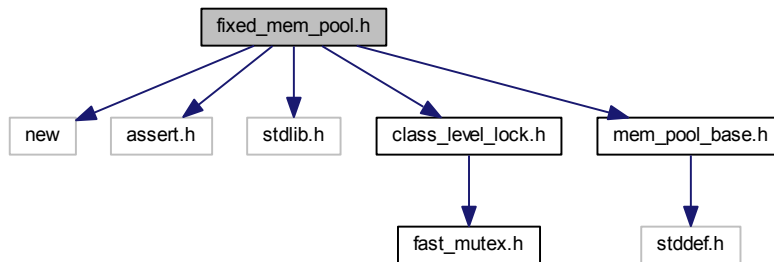 fixed_mem_pool.h
new
assert.h
stdlib.h
class_level_lock.h
mem_pool_base.h
fast_mutex.h
stddef.h